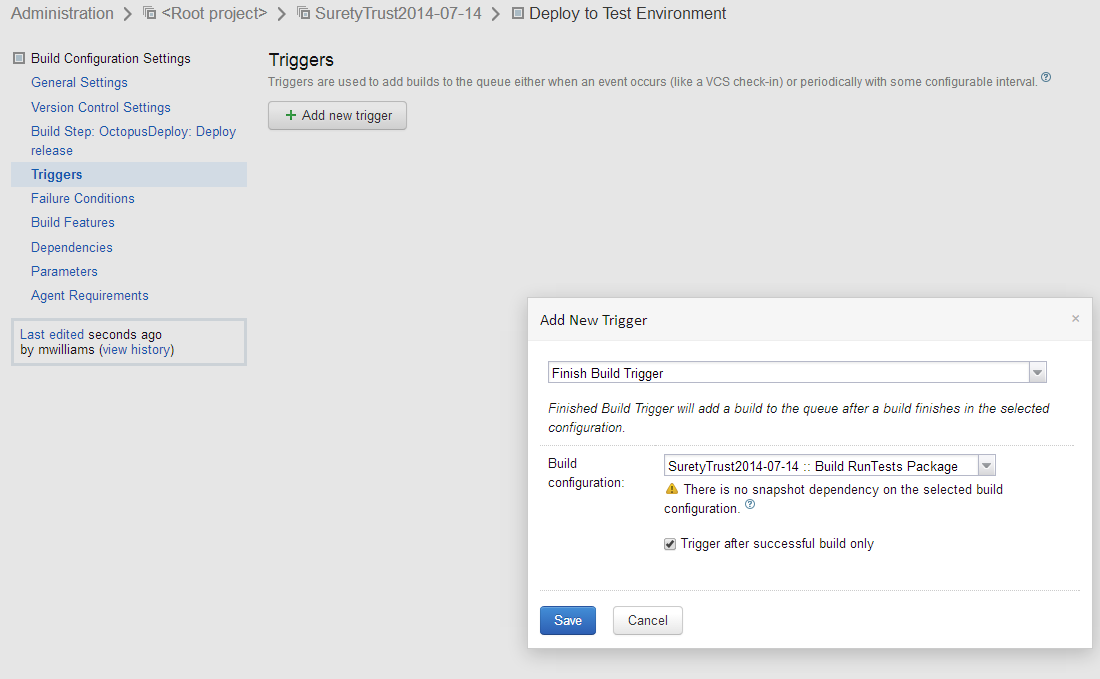 Administration > <Root project> > SuretyTrust2014-07-14 > Deploy to Test Environment
Build Configuration Settings
General Settings
Version Control Settings
Build Step: OctopusDeploy: Deploy
release
Triggers
Failure Conditions
Build Features
Dependencies
Parameters
Agent Requirements
Last edited seconds ago
by mwilliams (view history)
Triggers
Triggers are used to add builds to the queue either when an event occurs (like a VCS check-in) or periodically with some configurable interval. ?
+ Add new trigger
Add New Trigger ×
Finish Build Trigger
Finished Build Trigger will add a build to the queue after a build finishes in the selected
configuration.
Build
configuration:
SuretyTrust2014-07-14 :: Build RunTests Package
There is no snapshot dependency on the selected build
configuration. ?
Trigger after successful build only
Save
Cancel